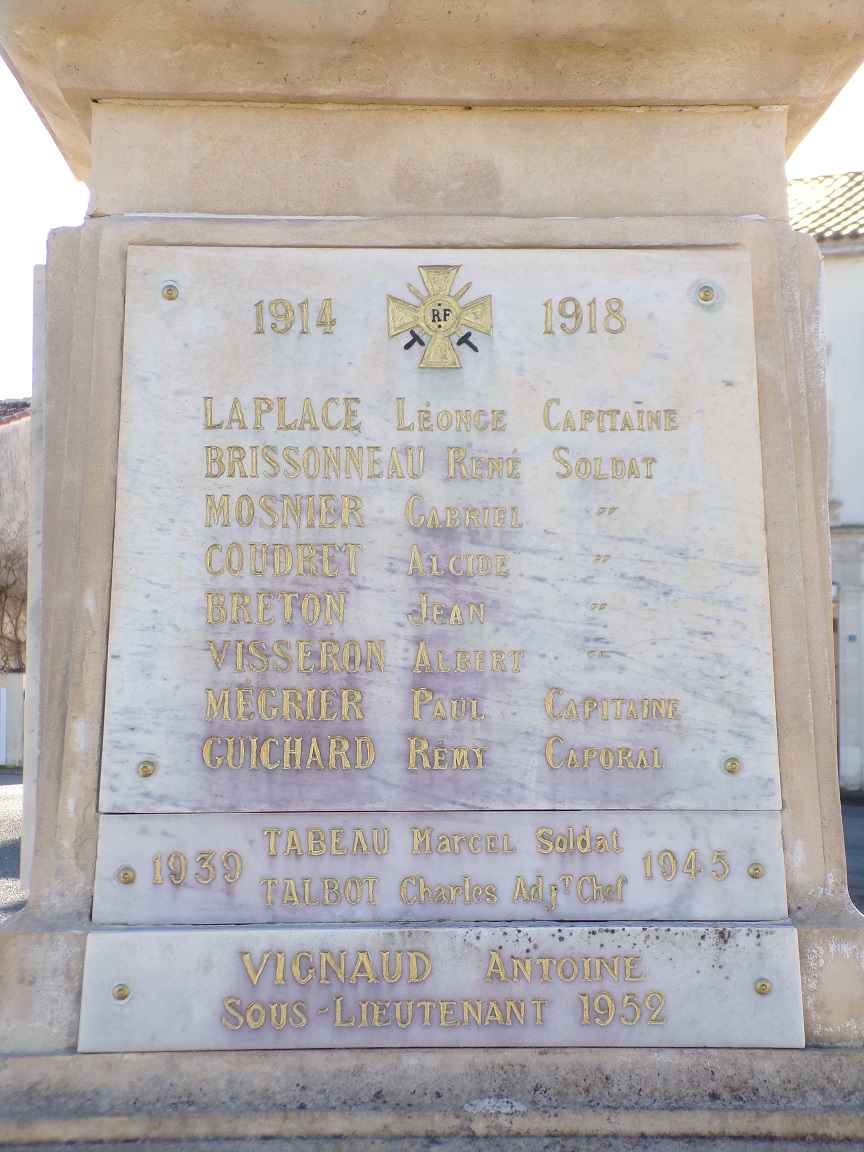 1914 RF 1918
LAPLACE LÉONCE CAPITAINE
BRISSONNEAU RENÉ SOLDAT
MOSNIER GABRIEL "
COUDRET ALCIDE "
BRETON JEAN "
VISSERON ALBERT "
MÉGRIER PAUL CAPITAINE
GUICHARD RÉMY CAPORAL
1939 TABEAU Marcel Soldat 1945
TALBOT Charles Adjt Chef
VIGNAUD ANTOINE
SOUS-LIEUTENANT 1952